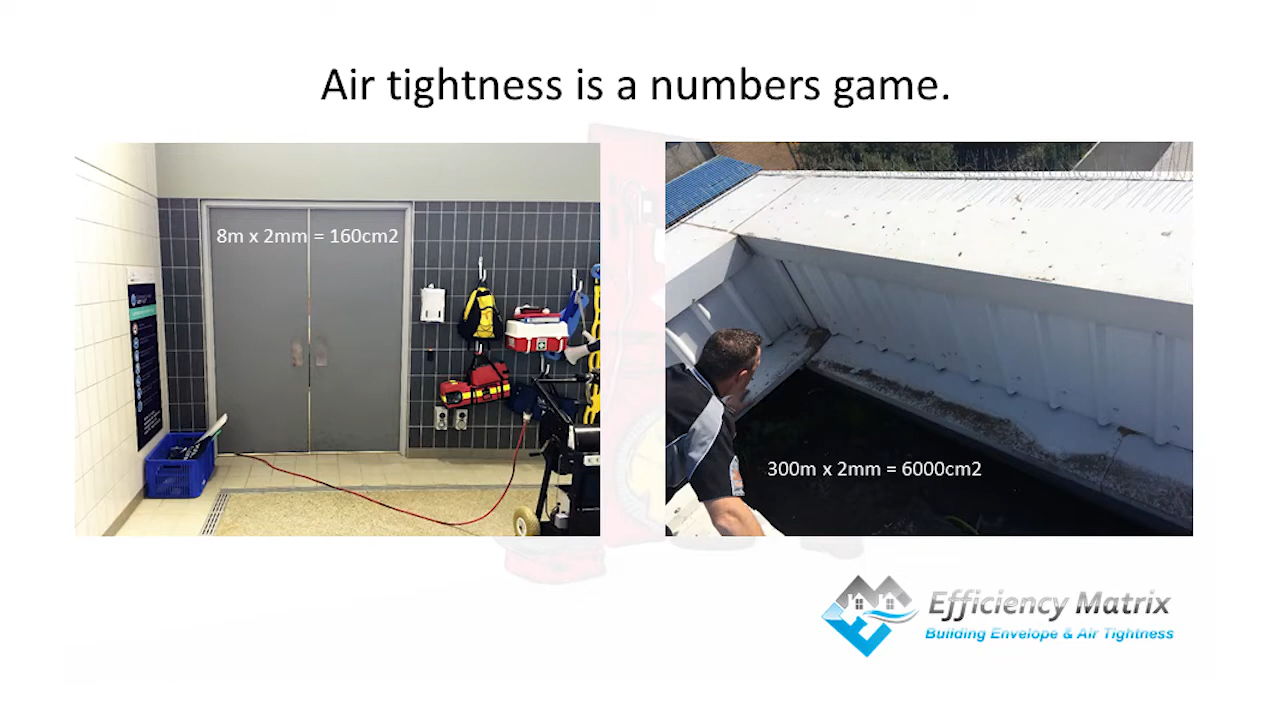 Air tightness is a numbers game.
8m x 2mm = 160cm2
300m x 2mm = 6000cm2
Efficiency Matrix
Building Envelope & Air Tightness